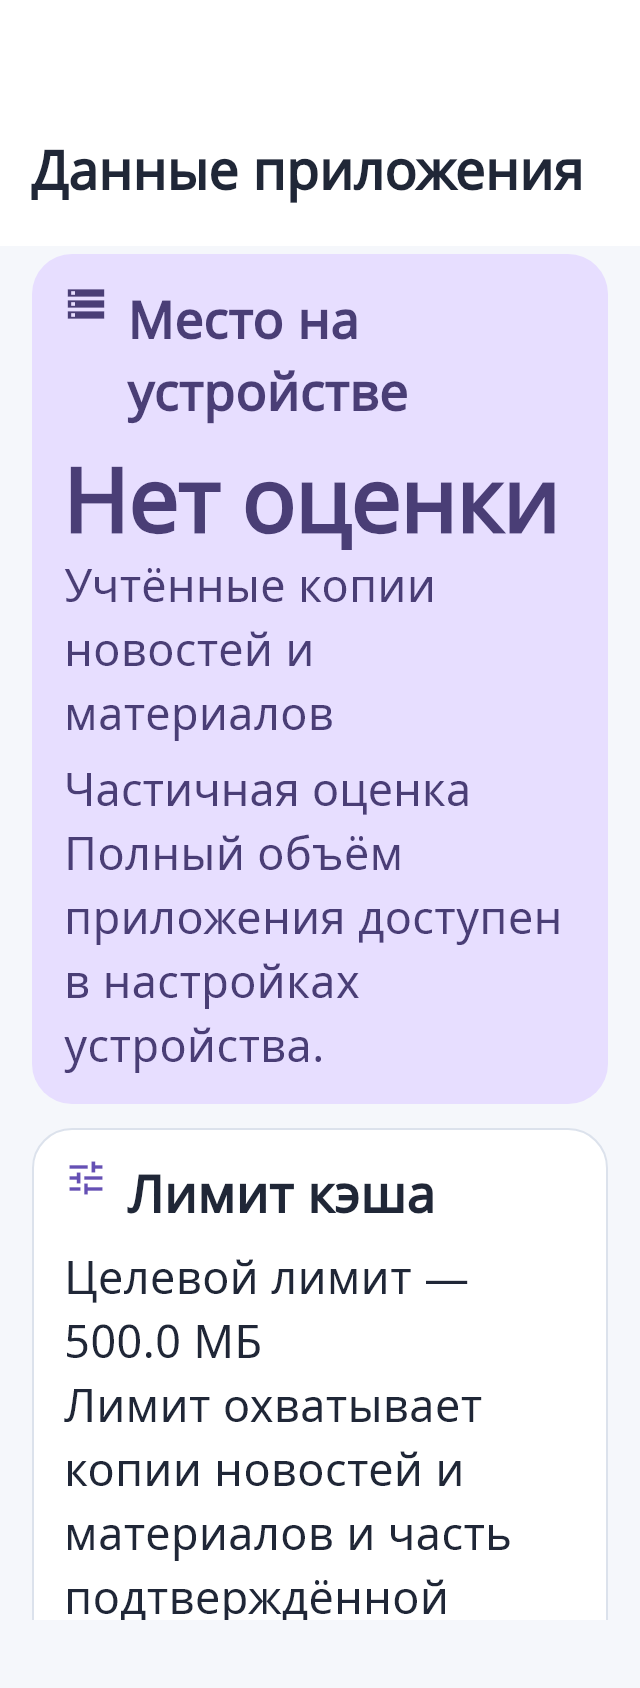 Данные приложения
Место на
устройстве
Нет оценки
Учтённые копии
новостей и
материалов
Частичная оценка
Полный объём
приложения доступен
в настройках
устройства.
Лимит кэша
Целевой лимит —
500.0 МБ
Лимит охватывает
копии новостей и
материалов и часть
подтверждённой